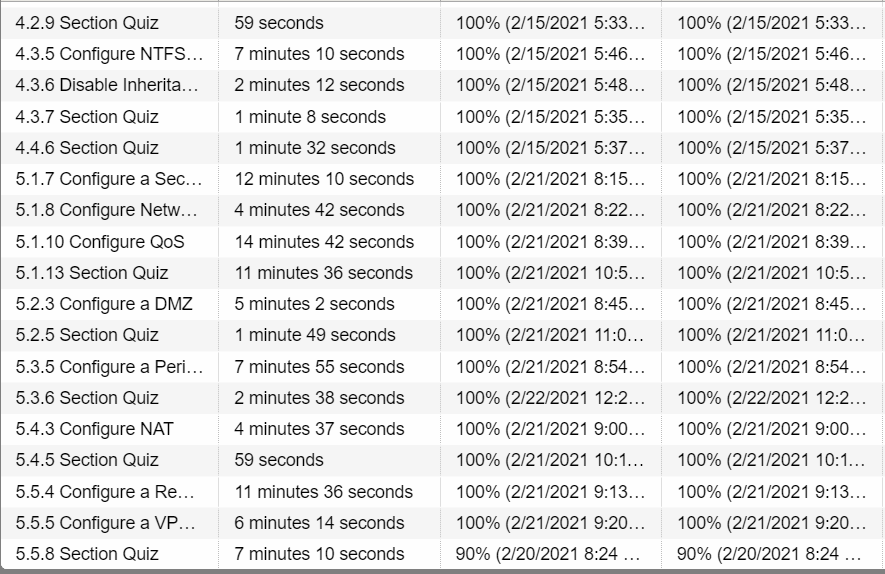 4.2.9 Section Quiz 59 seconds 100% (2/15/2021 5:33... 100% (2/15/2021 5:33...
4.3.5 Configure NTFS... 7 minutes 10 seconds 100% (2/15/2021 5:46... 100% (2/15/2021 5:46...
4.3.6 Disable Inherita... 2 minutes 12 seconds 100% (2/15/2021 5:48... 100% (2/15/2021 5:48...
4.3.7 Section Quiz 1 minute 8 seconds 100% (2/15/2021 5:35... 100% (2/15/2021 5:35...
4.4.6 Section Quiz 1 minute 32 seconds 100% (2/15/2021 5:37... 100% (2/15/2021 5:37...
5.1.7 Configure a Sec... 12 minutes 10 seconds 100% (2/21/2021 8:15... 100% (2/21/2021 8:15...
5.1.8 Configure Netw... 4 minutes 42 seconds 100% (2/21/2021 8:22... 100% (2/21/2021 8:22...
5.1.10 Configure QoS 14 minutes 42 seconds 100% (2/21/2021 8:39... 100% (2/21/2021 8:39...
5.1.13 Section Quiz 11 minutes 36 seconds 100% (2/21/2021 10:5... 100% (2/21/2021 10:5...
5.2.3 Configure a DMZ 5 minutes 2 seconds 100% (2/21/2021 8:45... 100% (2/21/2021 8:45...
5.2.5 Section Quiz 1 minute 49 seconds 100% (2/21/2021 11:0... 100% (2/21/2021 11:0...
5.3.5 Configure a Peri... 7 minutes 55 seconds 100% (2/21/2021 8:54... 100% (2/21/2021 8:54...
5.3.6 Section Quiz 2 minutes 38 seconds 100% (2/22/2021 12:2... 100% (2/22/2021 12:2...
5.4.3 Configure NAT 4 minutes 37 seconds 100% (2/21/2021 9:00... 100% (2/21/2021 9:00...
5.4.5 Section Quiz 59 seconds 100% (2/21/2021 10:1... 100% (2/21/2021 10:1...
5.5.4 Configure a Re... 11 minutes 36 seconds 100% (2/21/2021 9:13... 100% (2/21/2021 9:13...
5.5.5 Configure a VP... 6 minutes 14 seconds 100% (2/21/2021 9:20... 100% (2/21/2021 9:20...
5.5.8 Section Quiz 7 minutes 10 seconds 90% (2/20/2021 8:24 ... 90% (2/20/2021 8:24 ...